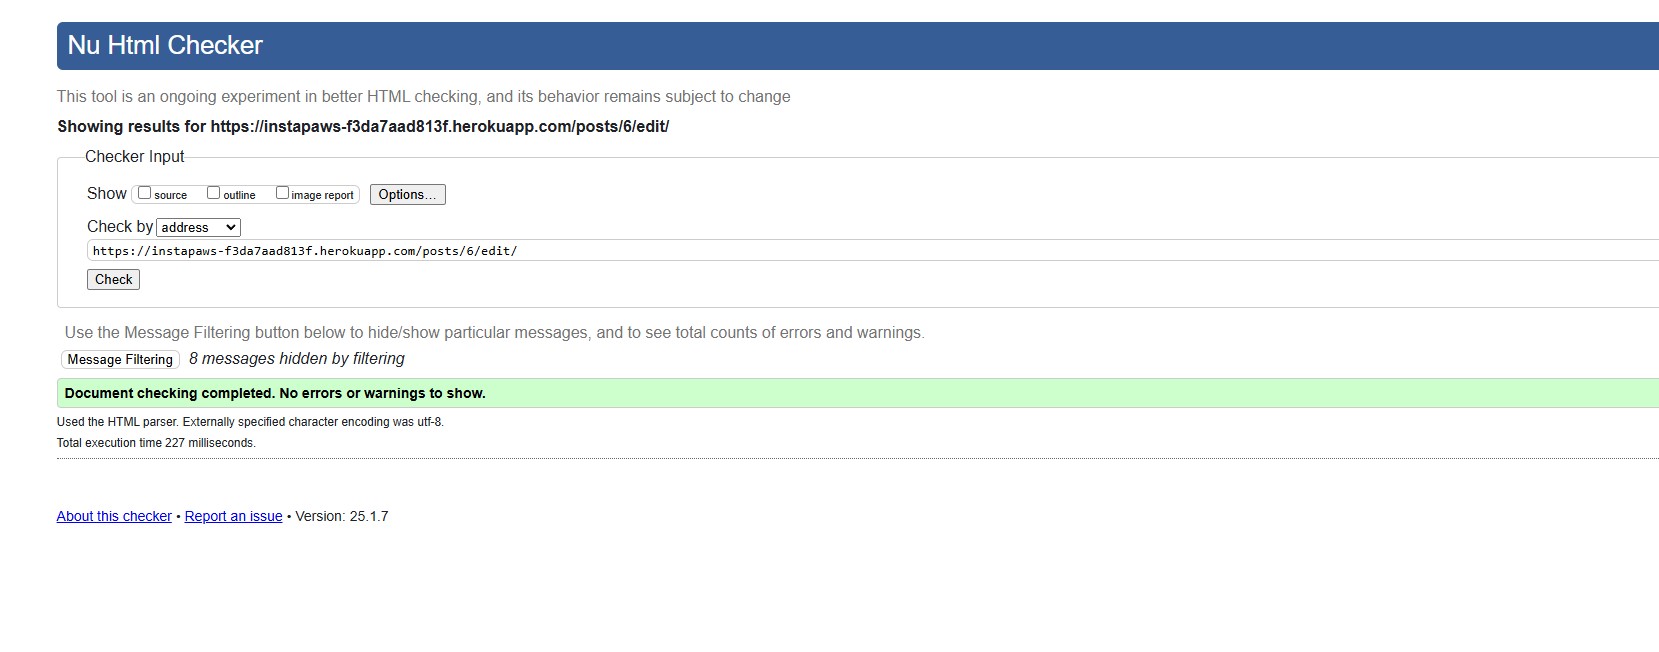 Nu Html Checker
This tool is an ongoing experiment in better HTML checking, and its behavior remains subject to change
Showing results for https://instapaws-f3da7aad813f.herokuapp.com/posts/6/edit/
Checker Input
Show source outline image report Options...
Check by address
https://instapaws-f3da7aad813f.herokuapp.com/posts/6/edit/
Check
Use the Message Filtering button below to hide/show particular messages, and to see total counts of errors and warnings.
Message Filtering 8 messages hidden by filtering
Document checking completed. No errors or warnings to show.
Used the HTML parser. Externally specified character encoding was utf-8.
Total execution time 227 milliseconds.
About this checker • Report an issue • Version: 25.1.7